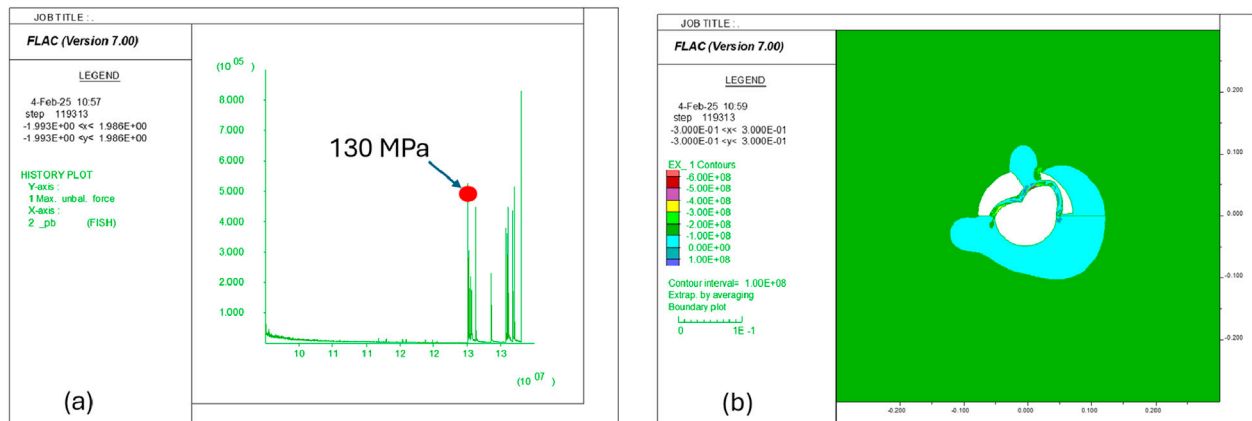 JOB TITLE : .
FLAC (Version 7.00)
LEGEND
4-Feb-25 10:57
step 119313
-1.993E+00 <x< 1.986E+00
-1.993E+00 <y< 1.986E+00
HISTORY PLOT
Y-axis :
1 Max. unbal. force
X-axis :
2 _pb (FISH)
(10 05 )
8.000
7.000
6.000
5.000
4.000
3.000
2.000
1.000
130 MPa
10 11 11 12 12 13 13 13
(10 07 )
(a)
JOB TITLE : .
FLAC (Version 7.00)
LEGEND
4-Feb-25 10:59
step 119313
-3.000E-01 <x< 3.000E-01
-3.000E-01 <y< 3.000E-01
EX_ 1 Contours
-6.00E+08
-5.00E+08
-4.00E+08
-3.00E+08
-2.00E+08
-1.00E+08
0.00E+00
1.00E+08
Contour interval= 1.00E+08
Extrap. by averaging
Boundary plot
0 1E -1
0.200
0.100
0.000
-0.100
-0.200
-0.200 -0.100 0.000 0.100 0.200
(b)